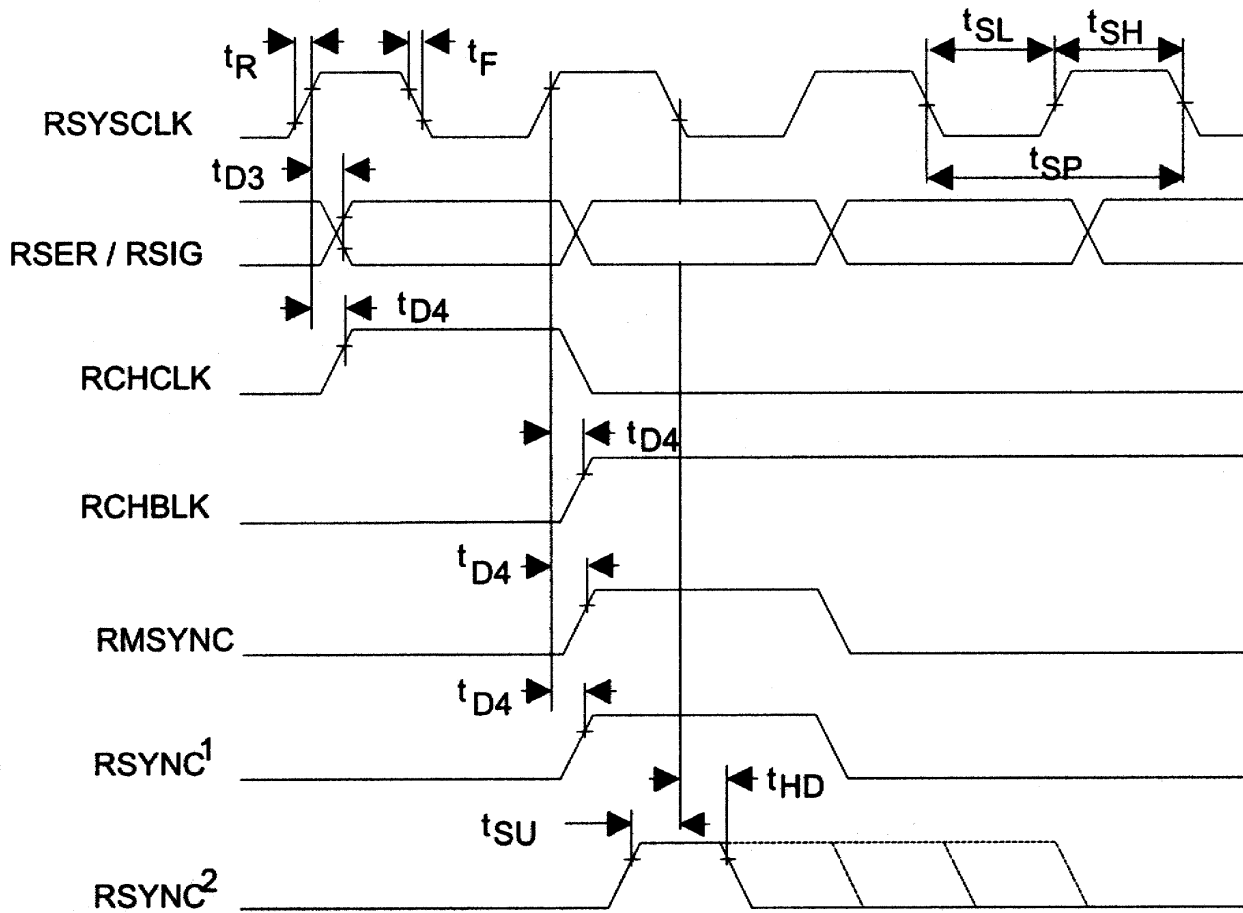 tSL tSH
tR tF
RSYSCLK
tSP
tD3
RSER / RSIG
tD4
RCHCLK
tD4
RCHBLK
tD4
RMSYNC
tD4
RSYNC1
tHD
tSU
RSYNC2